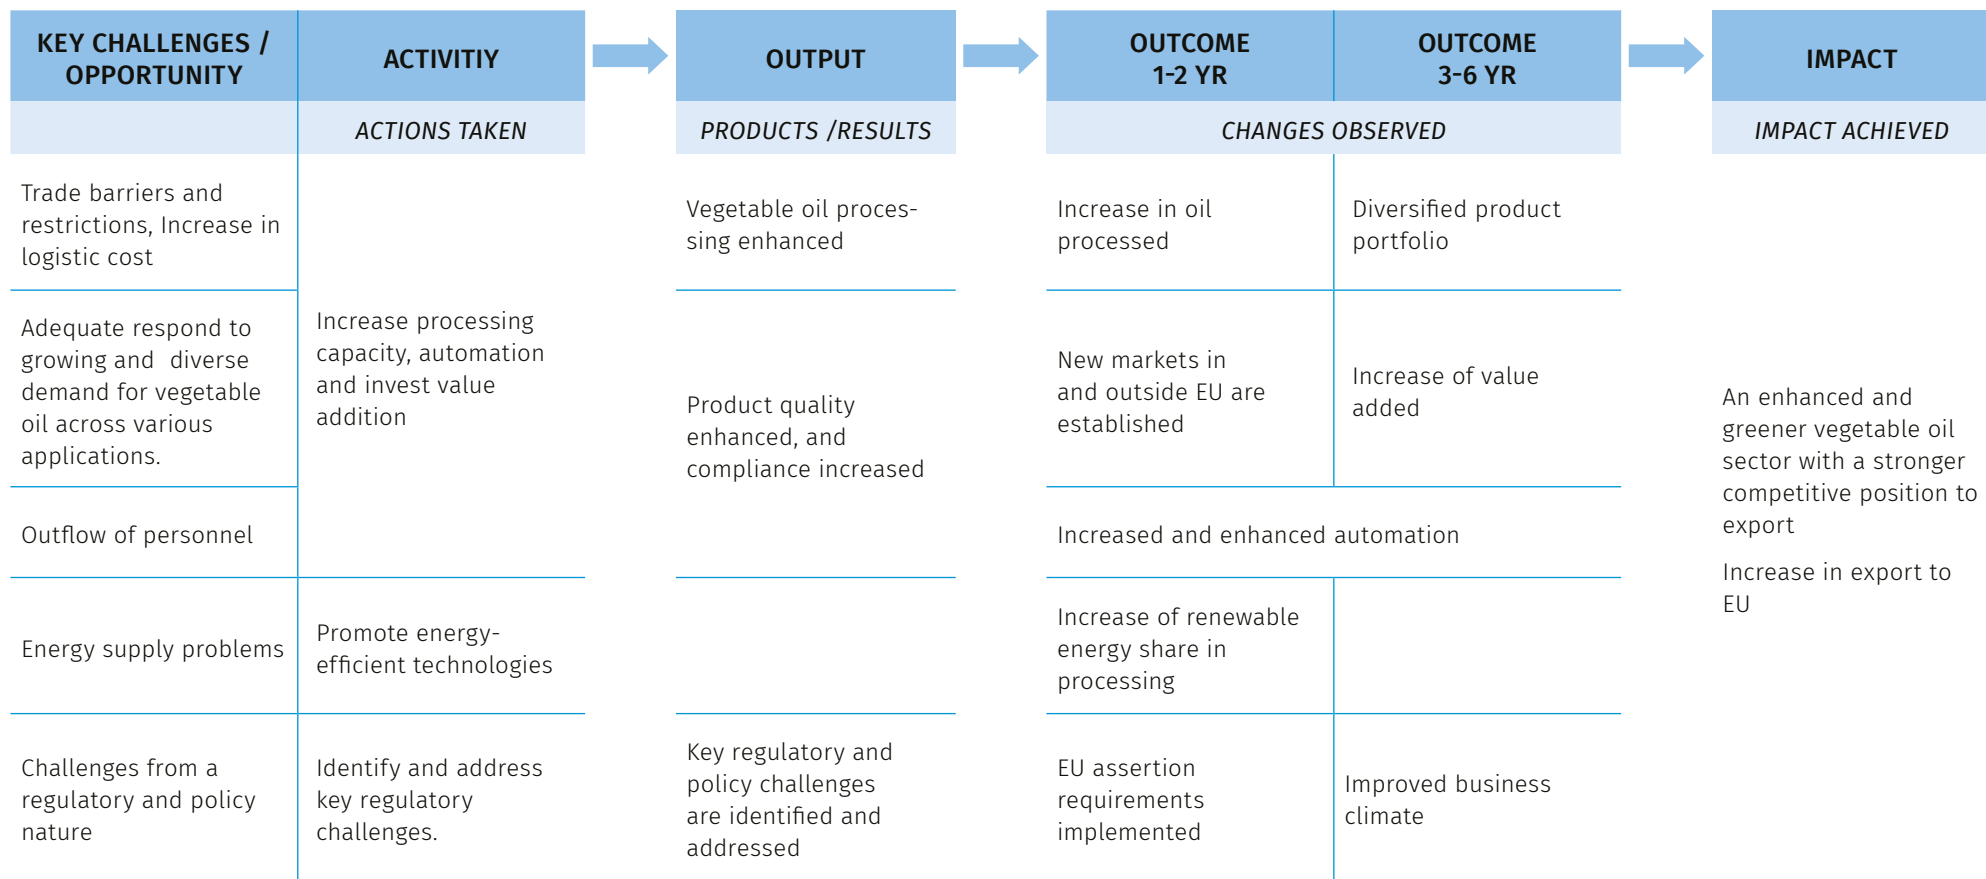 KEY CHALLENGES /
OPPORTUNITY
ACTIVITIY
OUTPUT
OUTCOME
1-2 YR
OUTCOME
3-6 YR
IMPACT
ACTIONS TAKEN
PRODUCTS /RESULTS
CHANGES OBSERVED
IMPACT ACHIEVED
Trade barriers and
restrictions, Increase in
logistic cost
Adequate respond to
growing and  diverse
demand for vegetable
oil across various
applications.
Outflow of personnel
Increase processing
capacity, automation
and invest value
addition
Vegetable oil proces-
sing enhanced
Product quality
enhanced, and
compliance increased
Increase in oil
processed
Diversified product
portfolio
New markets in
and outside EU are
established
Increase of value
added
Increased and enhanced automation
Energy supply problems
Promote energy-
efficient technologies
Increase of renewable
energy share in
processing
Challenges from a
regulatory and policy
nature
Identify and address
key regulatory
challenges.
Key regulatory and
policy challenges
are identified and
addressed
EU assertion
requirements
implemented
Improved business
climate
An enhanced and
greener vegetable oil
sector with a stronger
competitive position to
export
Increase in export to
EU